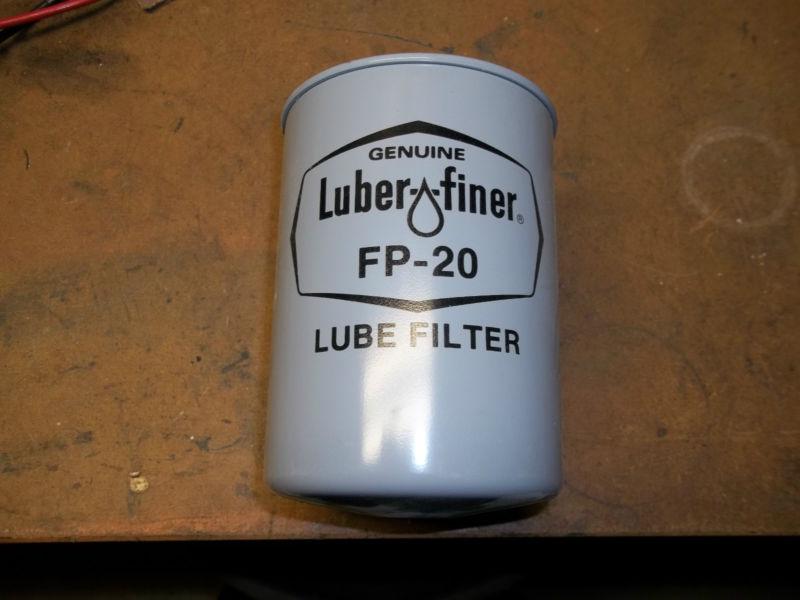 GENUINE
Luber-finer®
FP-20
LUBE FILTER